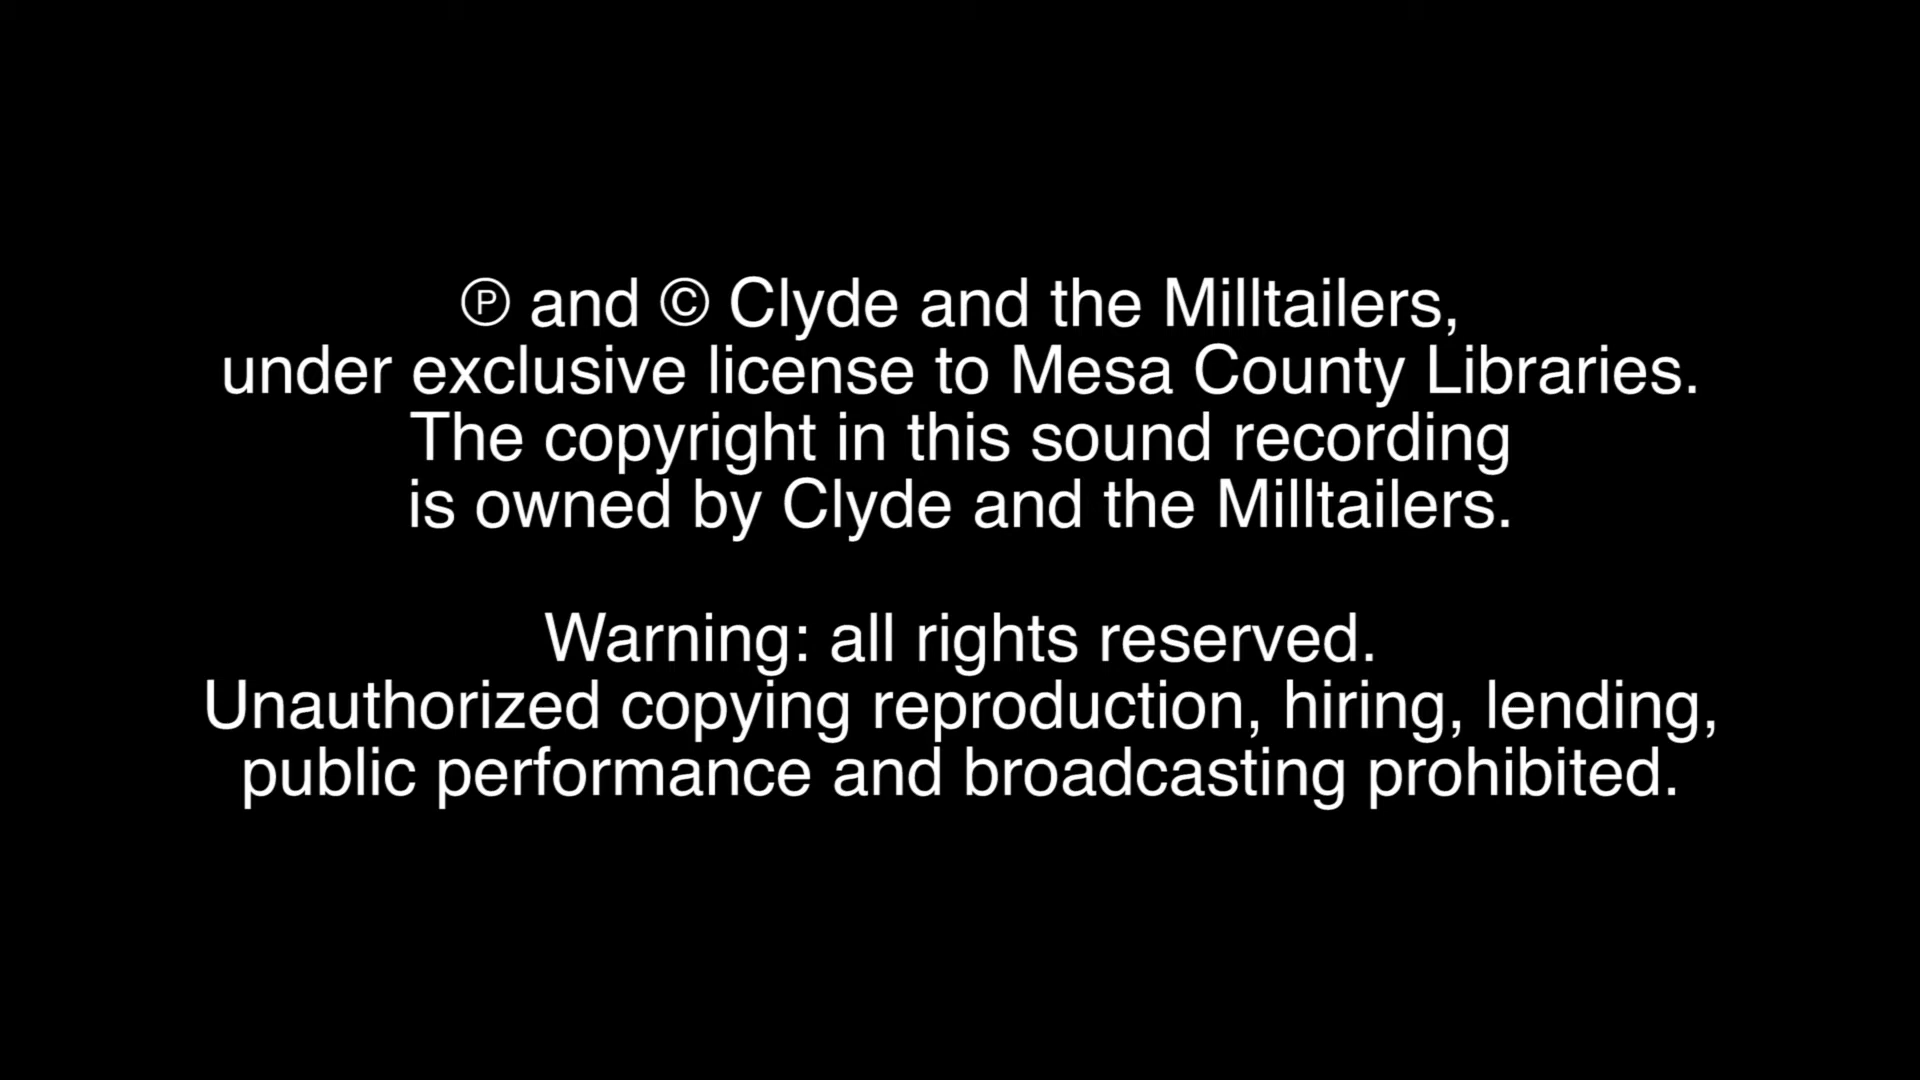 ℗ and © Clyde and the Milltailers,
under exclusive license to Mesa County Libraries.
The copyright in this sound recording
is owned by Clyde and the Milltailers.
Warning: all rights reserved.
Unauthorized copying reproduction, hiring, lending,
public performance and broadcasting prohibited.